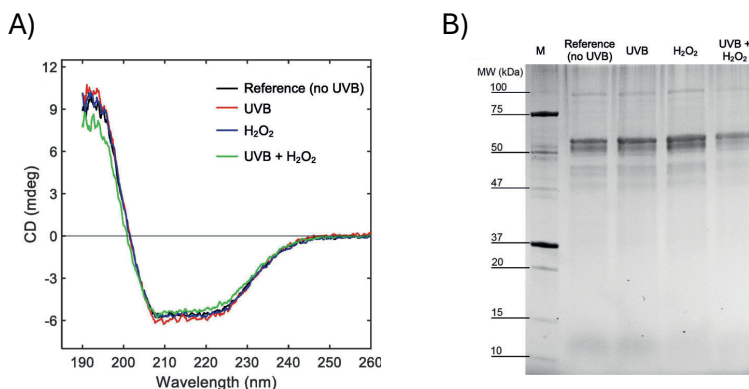 A)
12
9
6
3
0
-3
-6
CD (mdeg)
Reference (no UVB)
UVB
H₂O₂
UVB + H₂O₂
190 200 210 220 230 240 250 260
Wavelength (nm)
B)
M Reference (no UVB) UVB H₂O₂ UVB + H₂O₂
MW (kDa)
100
75
50
47
37
20
15
10